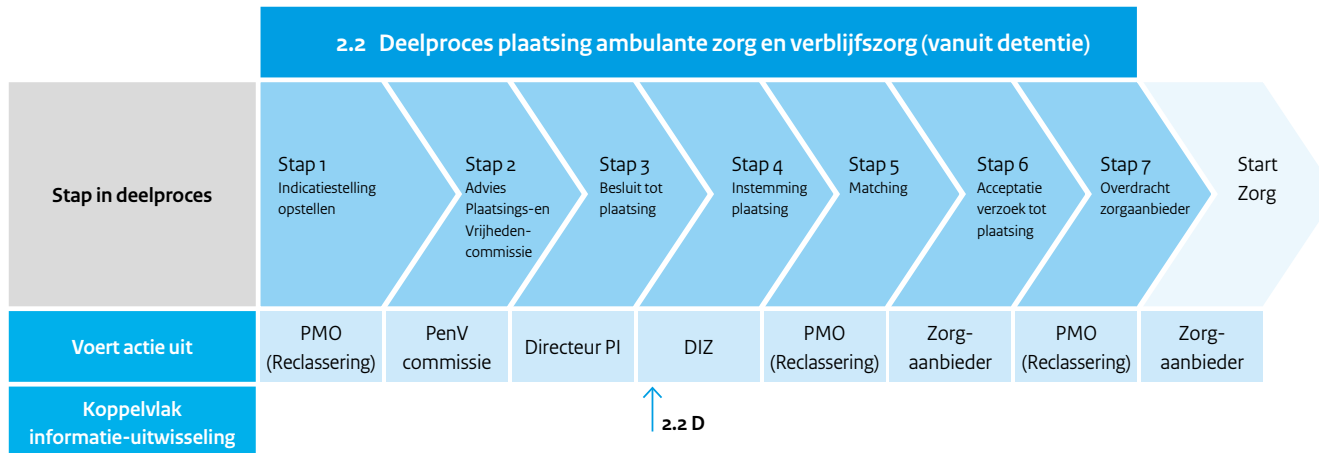 2.2 Deelproces plaatsing ambulante zorg en verblijfszorg (vanuit detentie)
Stap in deelproces
Stap 1
Indicatiestelling
opstellen
Stap 2
Advies
Plaatsings-en
Vrijheden-
commissie
Stap 3
Besluit tot
plaatsing
Stap 4
Instemming
plaatsing
Stap 5
Matching
Stap 6
Acceptatie
verzoek tot
plaatsing
Stap 7
Overdracht
zorgaanbieder
Start
Zorg
Voert actie uit
PMO
(Reclassering)
PenV
commissie
Directeur PI
DIZ
PMO
(Reclassering)
Zorg-
aanbieder
PMO
(Reclassering)
Zorg-
aanbieder
Koppelvlak
informatie-uitwisseling
2.2 D